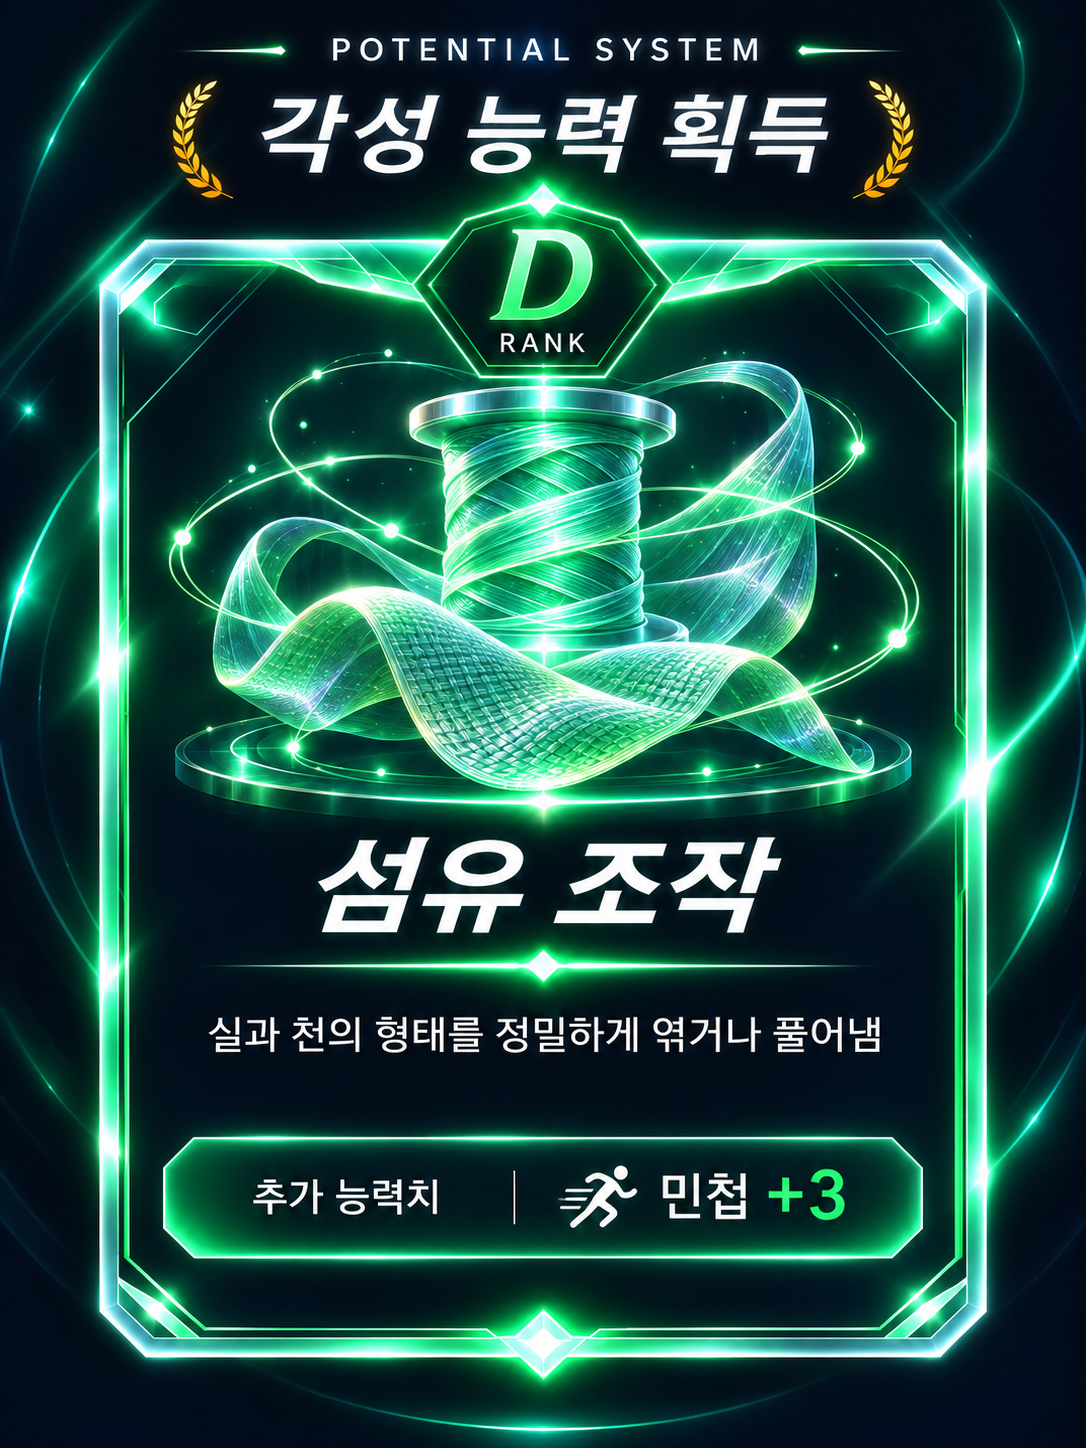 POTENTIAL SYSTEM
각성 능력 획득
D
RANK
섬유 조작
실과 천의 형태를 정밀하게 엮거나 풀어냄
추가 능력치 민첩 +3